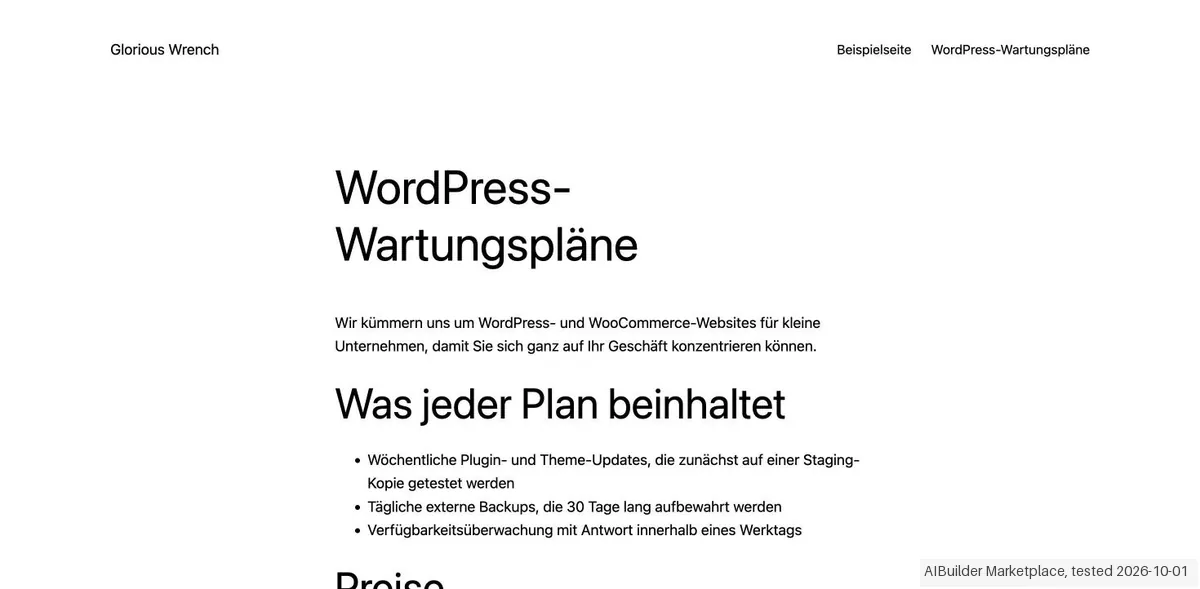 Glorious Wrench
Beispielseite
WordPress-Wartungspläne
WordPress-
Wartungspläne
Wir kümmern uns um WordPress- und WooCommerce-Websites für kleine
Unternehmen, damit Sie sich ganz auf Ihr Geschäft konzentrieren können.
Was jeder Plan beinhaltet
• Wöchentliche Plugin- und Theme-Updates, die zunächst auf einer Staging-
Kopie getestet werden
• Tägliche externe Backups, die 30 Tage lang aufbewahrt werden
• Verfügbarkeitsüberwachung mit Antwort innerhalb eines Werktags
Preise
AIBuilder Marketplace, tested 2026-10-01